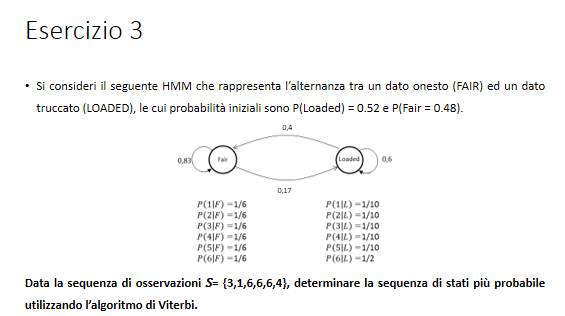 Esercizio 3
• Si consideri il seguente HMM che rappresenta l'alternanza tra un dato onesto (FAIR) ed un dato
truccato (LOADED), le cui probabilità iniziali sono P(Loaded) = 0.52 e P(Fair = 0.48).
0,4
0,83 Fair Loaded 0,6
0,17
P(1|F) =1/6 P(1|L) =1/10
P(2|F) =1/6 P(2|L) =1/10
P(3|F) =1/6 P(3|L) =1/10
P(4|F) =1/6 P(4|L) =1/10
P(5|F) =1/6 P(5|L) =1/10
P(6|F) =1/6 P(6|L) =1/2
Data la sequenza di osservazioni S= {3,1,6,6,6,4}, determinare la sequenza di stati più probabile
utilizzando l'algoritmo di Viterbi.